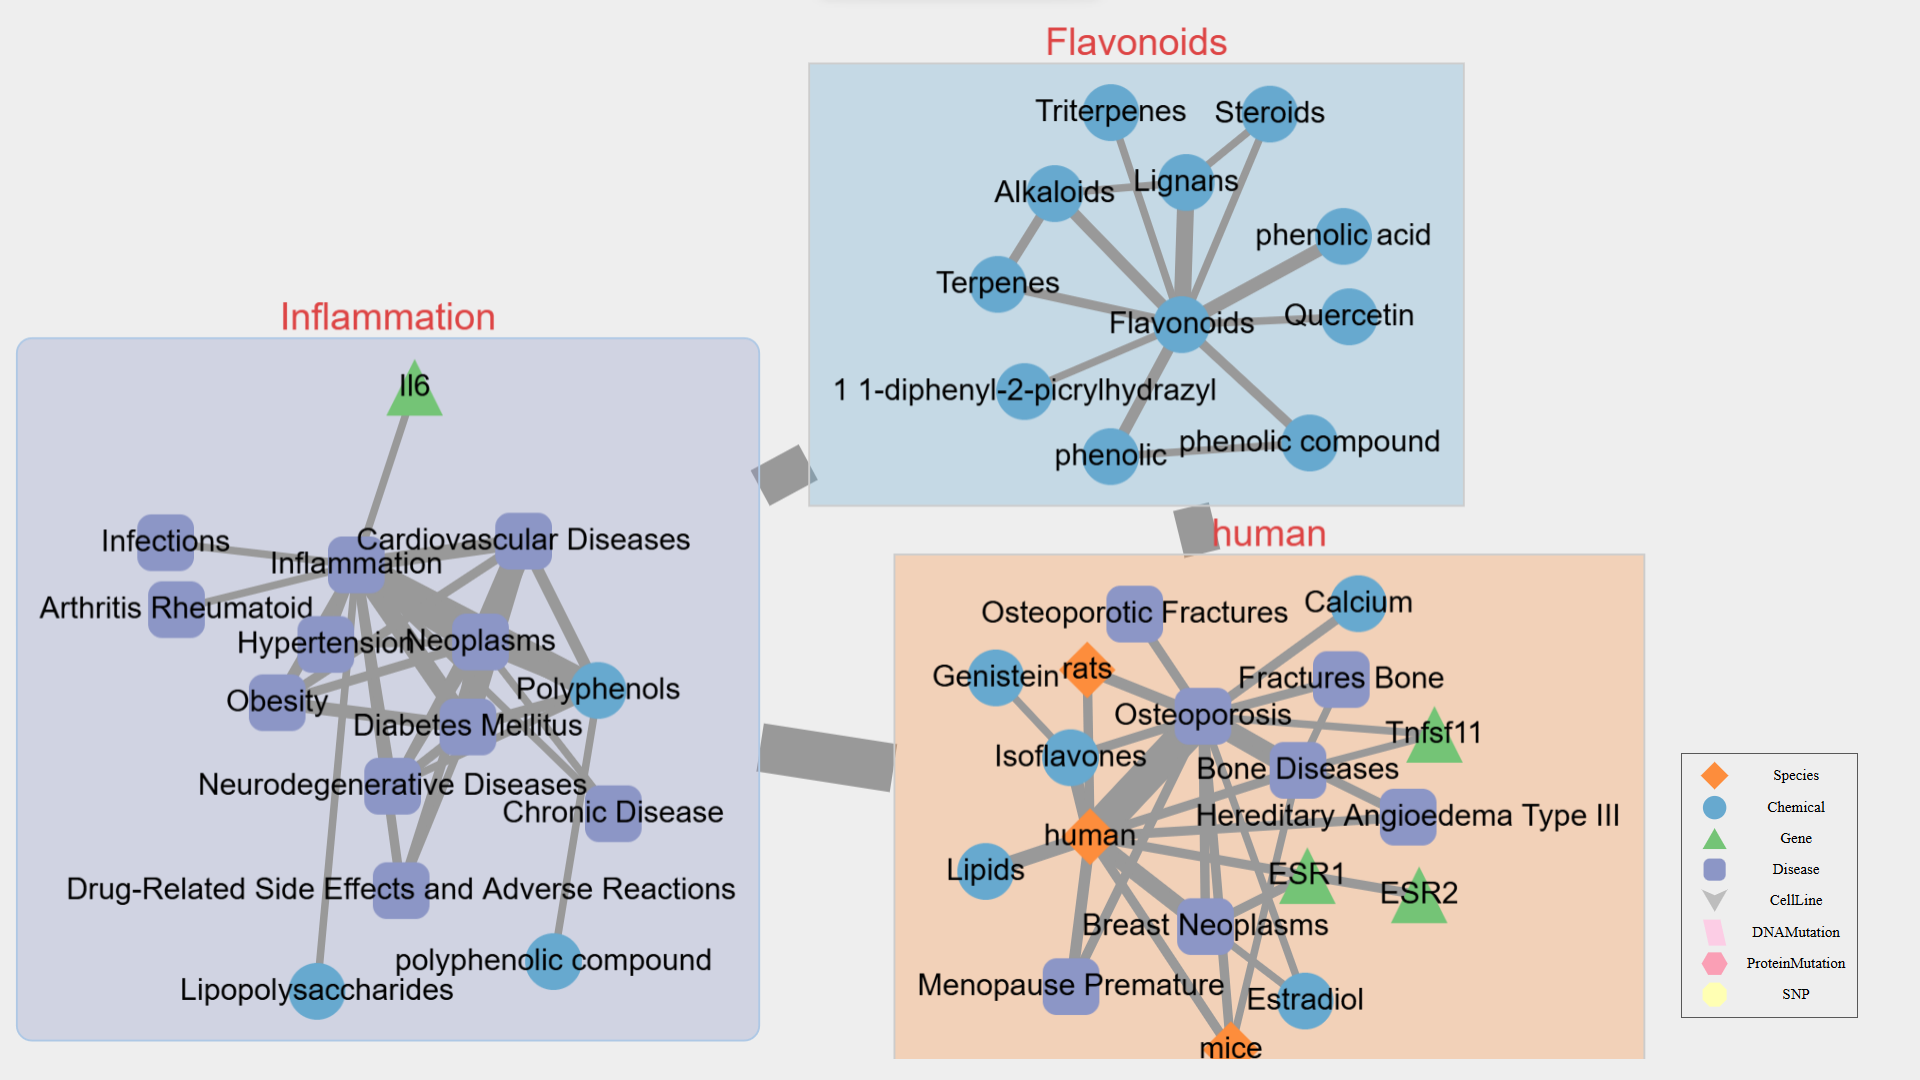 Flavonoids
Triterpenes
Steroids
Alkaloids
Lignans
phenolic acid
Terpenes
Quercetin
Flavonoids
1 1-diphenyl-2-picrylhydrazyl
phenolic
phenolic compound
Inflammation
Il6
Infections
Cardiovascular Diseases
Inflammation
Arthritis Rheumatoid
Hypertension
Neoplasms
Obesity
Polyphenols
Diabetes Mellitus
Neurodegenerative Diseases
Chronic Disease
Drug-Related Side Effects and Adverse Reactions
polyphenolic compound
Lipopolysaccharides
human
Osteoporotic Fractures
Calcium
Genistein
rats
Fractures Bone
Osteoporosis
Tnfsf11
Isoflavones
Bone Diseases
Hereditary Angioedema Type III
human
Lipids
ESR1
ESR2
Breast Neoplasms
Menopause Premature
Estradiol
mice
Species
Chemical
Gene
Disease
CellLine
DNAMutation
ProteinMutation
SNP